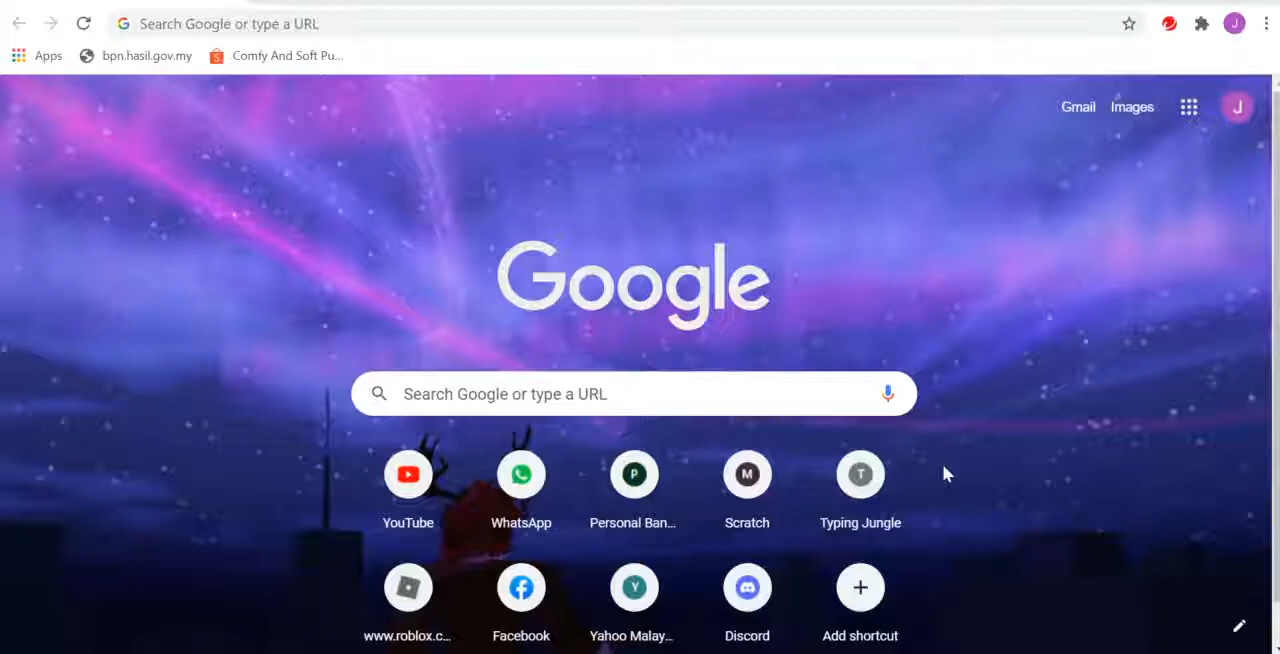 Search Google or type a URL
J
Apps bpn.hasil.gov.my Comfy And Soft Pu...
Gmail Images J
Google
Search Google or type a URL
P M T
YouTube WhatsApp Personal Ban... Scratch Typing Jungle
Y
www.roblox.c... Facebook Yahoo Malay... Discord Add shortcut